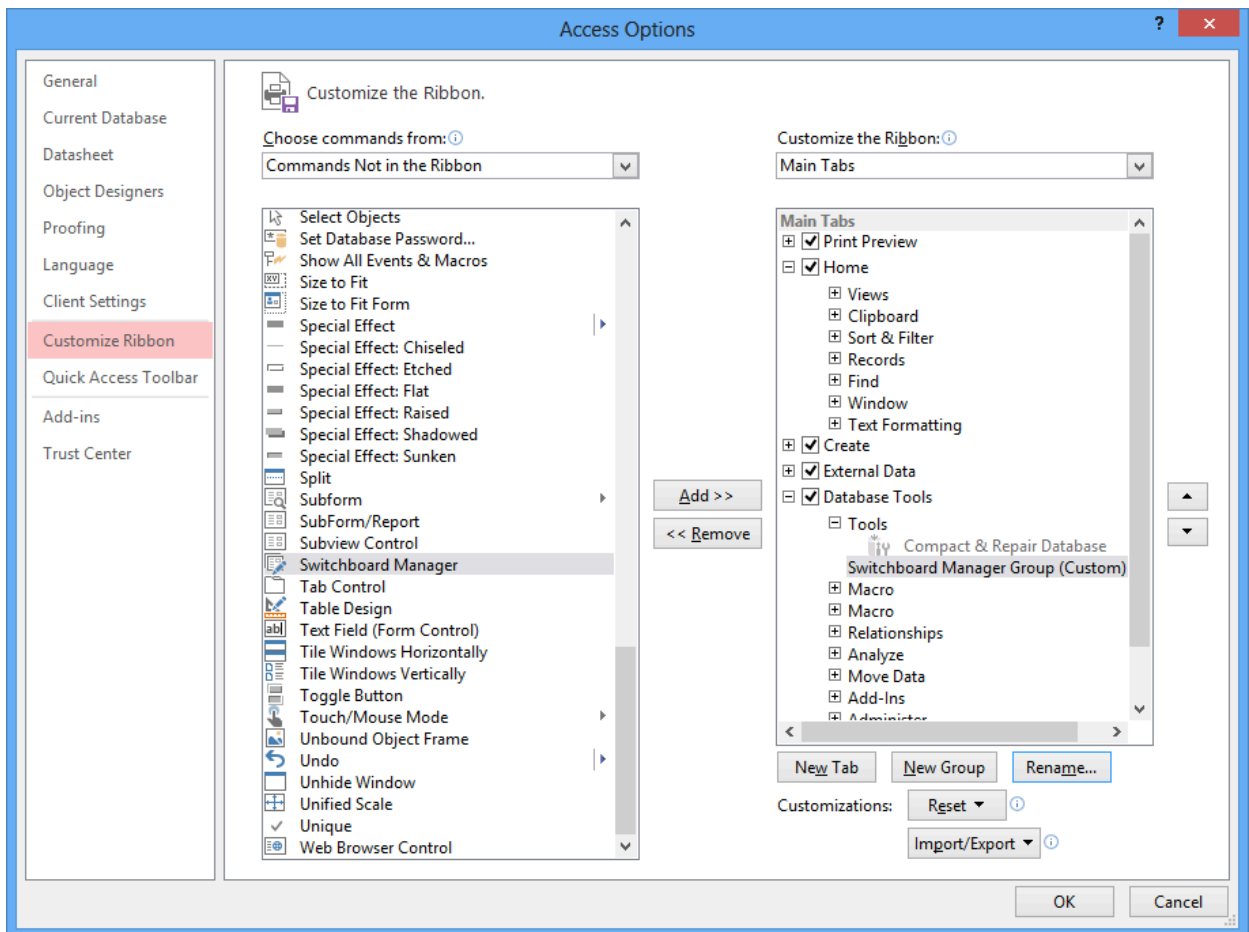 Access Options
?
General
Current Database
Datasheet
Object Designers
Proofing
Language
Client Settings
Customize Ribbon
Quick Access Toolbar
Add-ins
Trust Center
Customize the Ribbon.
Choose commands from:
Commands Not in the Ribbon
Select Objects
Set Database Password...
Show All Events & Macros
Size to Fit
Size to Fit Form
Special Effect
Special Effect: Chiseled
Special Effect: Etched
Special Effect: Flat
Special Effect: Raised
Special Effect: Shadowed
Special Effect: Sunken
Split
Subform
SubForm/Report
Subview Control
Switchboard Manager
Tab Control
Table Design
Text Field (Form Control)
Tile Windows Horizontally
Tile Windows Vertically
Toggle Button
Touch/Mouse Mode
Unbound Object Frame
Undo
Unhide Window
Unified Scale
Unique
Web Browser Control
Add >>
<< Remove
Customize the Ribbon:
Main Tabs
Main Tabs
Print Preview
Home
Views
Clipboard
Sort & Filter
Records
Find
Window
Text Formatting
Create
External Data
Database Tools
Tools
Compact & Repair Database
Switchboard Manager Group (Custom)
Macro
Macro
Relationships
Analyze
Move Data
Add-Ins
Administer
New Tab New Group Rename...
Customizations: Reset
Import/Export
OK Cancel